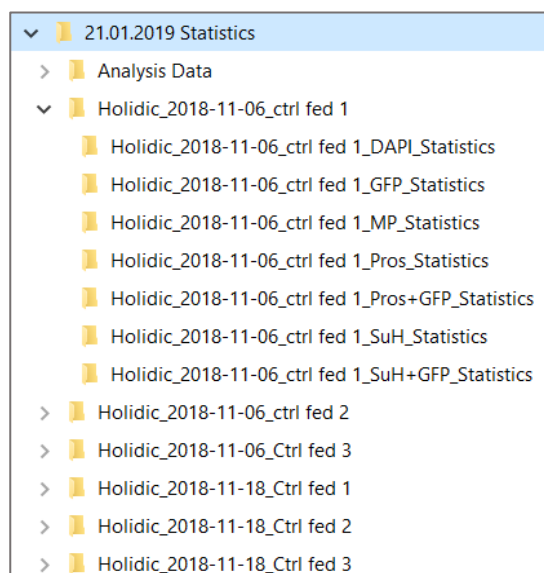 21.01.2019 Statistics
Analysis Data
Holidic_2018-11-06_ctrl fed 1
Holidic_2018-11-06_ctrl fed 1_DAPI_Statistics
Holidic_2018-11-06_ctrl fed 1_GFP_Statistics
Holidic_2018-11-06_ctrl fed 1_MP_Statistics
Holidic_2018-11-06_ctrl fed 1_Pros_Statistics
Holidic_2018-11-06_ctrl fed 1_Pros+GFP_Statistics
Holidic_2018-11-06_ctrl fed 1_SuH_Statistics
Holidic_2018-11-06_ctrl fed 1_SuH+GFP_Statistics
Holidic_2018-11-06_ctrl fed 2
Holidic_2018-11-06_Ctrl fed 3
Holidic_2018-11-18_Ctrl fed 1
Holidic_2018-11-18_Ctrl fed 2
Holidic_2018-11-18_Ctrl fed 3